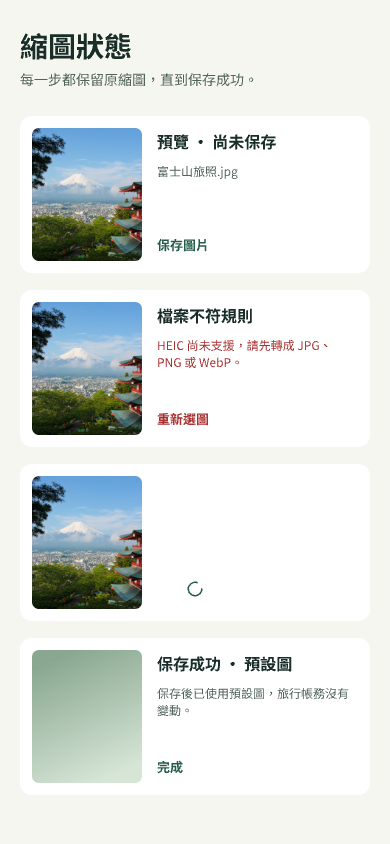 縮圖狀態
每一步都保留原縮圖，直到保存成功。
預覽・尚未保存
富士山旅照.jpg
保存圖片
檔案不符規則
HEIC 尚未支援，請先轉成 JPG、
PNG 或 WebP。
重新選圖
保存成功・預設圖
保存後已使用預設圖，旅行帳務沒有
變動。
完成